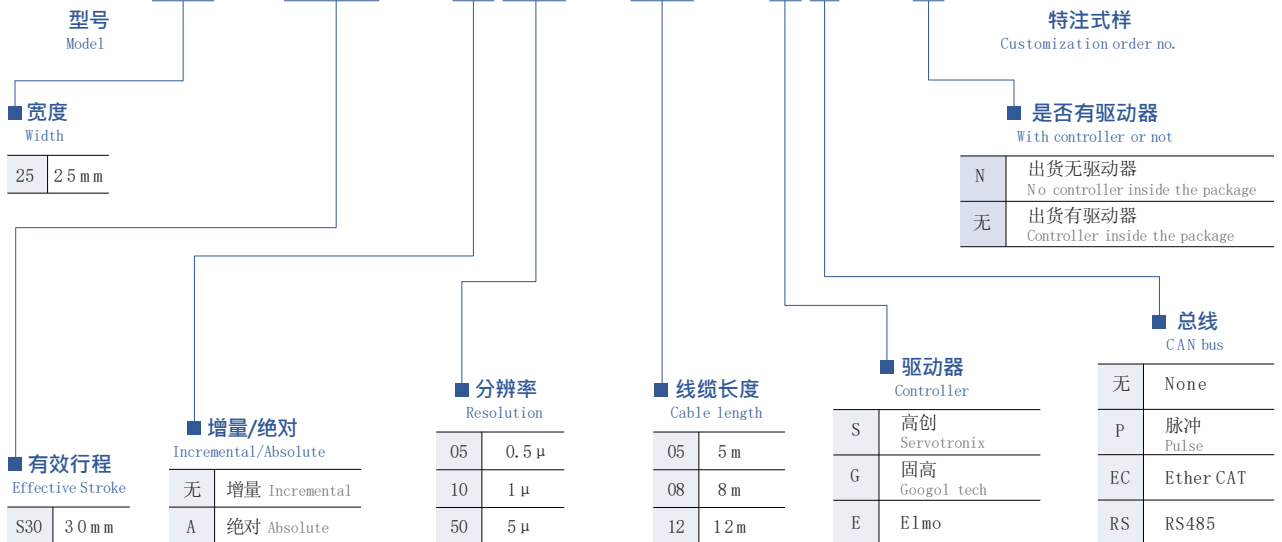 型号
Model
特注式样
Customization order no.
宽度
Width
25 25mm
是否有驱动器
With controller or not
N 出货无驱动器
No controller inside the package
无 出货有驱动器
Controller inside the package
有效行程
Effective Stroke
S30 30mm
增量/绝对
Incremental/Absolute
无 增量 Incremental
A 绝对 Absolute
分辨率
Resolution
05 0.5μ
10 1μ
50 5μ
线缆长度
Cable length
05 5m
08 8m
12 12m
驱动器
Controller
S 高创
Servotronix
G 固高
Googol tech
E Elmo
总线
CAN bus
无 None
P 脉冲
Pulse
EC Ether CAT
RS RS485